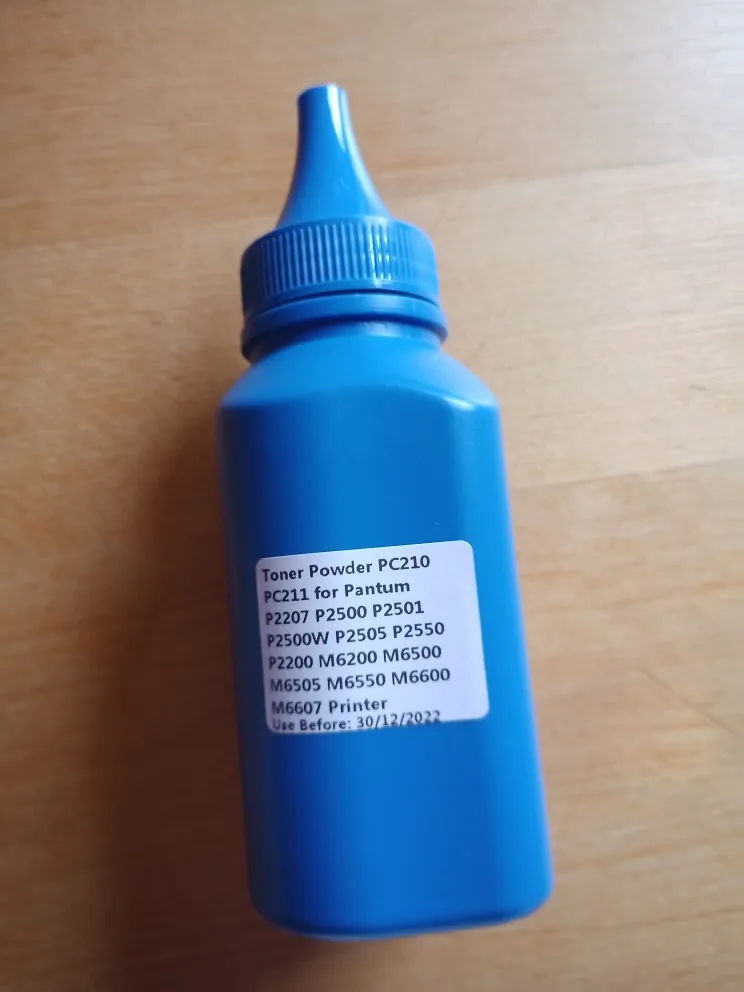 Toner Powder PC210
PC211 for Pantum
P2207 P2500 P2501
P2500W P2505 P2550
P2200 M6200 M6500
M6505 M6550 M6600
M6607 Printer
Use Before: 30/12/2022